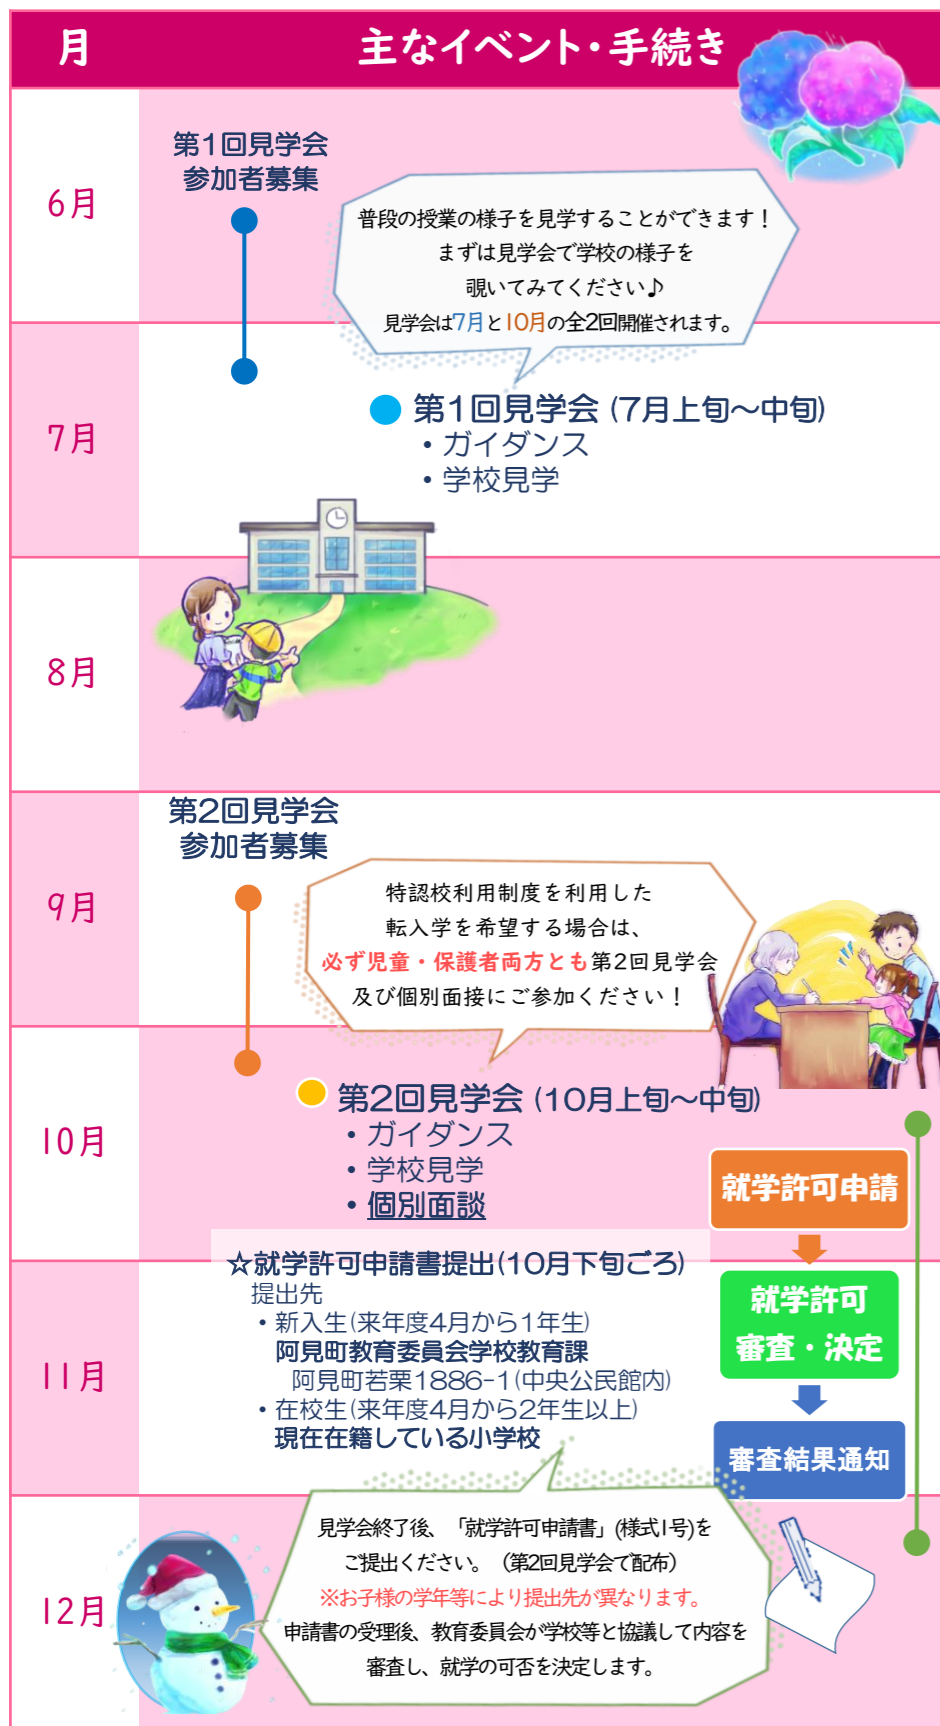 月
主なイベント・手続き
6月
第1回見学会
参加者募集
普段の授業の様子を見学することができます！
まずは見学会で学校の様子を
覗いてみてください♪
見学会は7月と10月の全2回開催されます。
7月
第1回見学会 (7月上旬～中旬)
・ガイダンス
・学校見学
8月
9月
第2回見学会
参加者募集
特認校利用制度を利用した
転入学を希望する場合は、
必ず児童・保護者両方とも第2回見学会
及び個別面接にご参加ください！
10月
第2回見学会 (10月上旬～中旬)
・ガイダンス
・学校見学
・個別面談
就学許可申請
☆就学許可申請書提出(10月下旬ごろ)
提出先
・新入生(来年度4月から1年生)
阿見町教育委員会学校教育課
阿見町若栗1886-1(中央公民館内)
・在校生(来年度4月から2年生以上)
現在在籍している小学校
11月
就学許可
審査・決定
審査結果通知
12月
見学会終了後、「就学許可申請書」(様式1号)を
ご提出ください。（第2回見学会で配布）
※お子様の学年等により提出先が異なります。
申請書の受理後、教育委員会が学校等と協議して内容を
審査し、就学の可否を決定します。